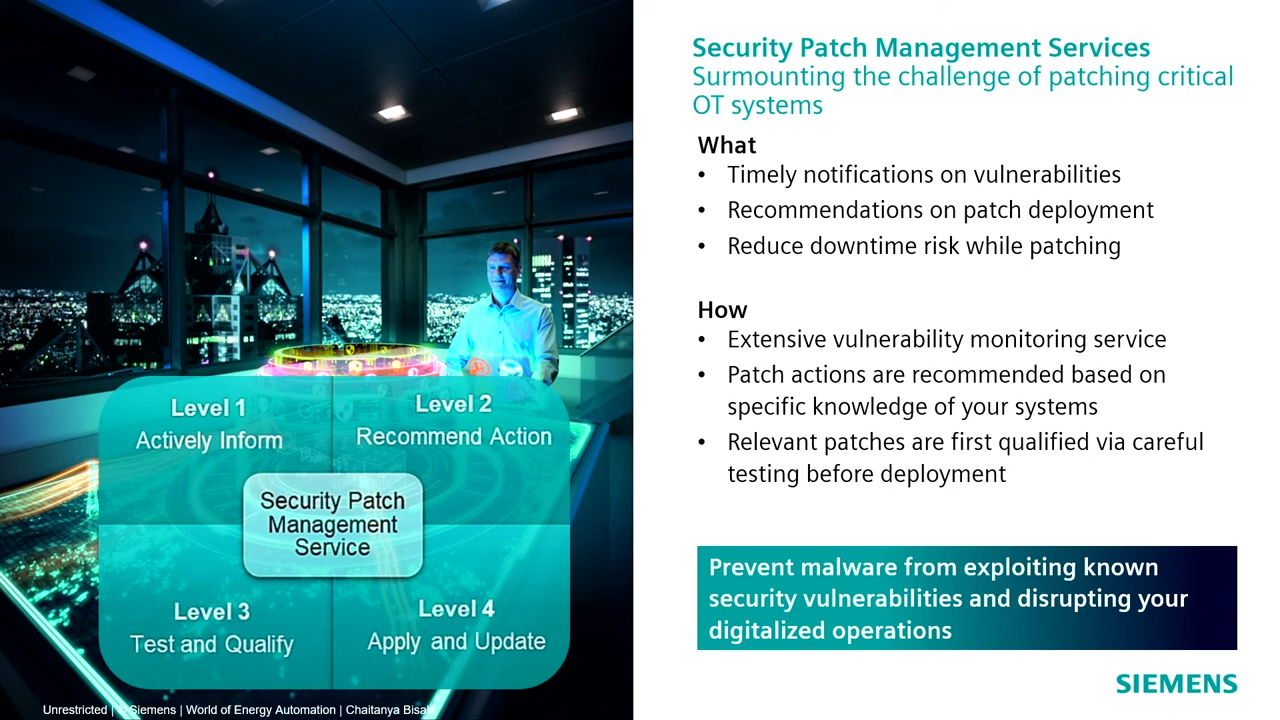 Security Patch Management Services
Surmounting the challenge of patching critical
OT systems
What
• Timely notifications on vulnerabilities
• Recommendations on patch deployment
• Reduce downtime risk while patching
How
• Extensive vulnerability monitoring service
• Patch actions are recommended based on
specific knowledge of your systems
• Relevant patches are first qualified via careful
testing before deployment
Prevent malware from exploiting known
security vulnerabilities and disrupting your
digitalized operations
SIEMENS
Level 1
Actively Inform
Level 2
Recommend Action
Security Patch
Management
Service
Level 3
Test and Qualify
Level 4
Apply and Update
Unrestricted | © Siemens | World of Energy Automation | Chaitanya Bisale